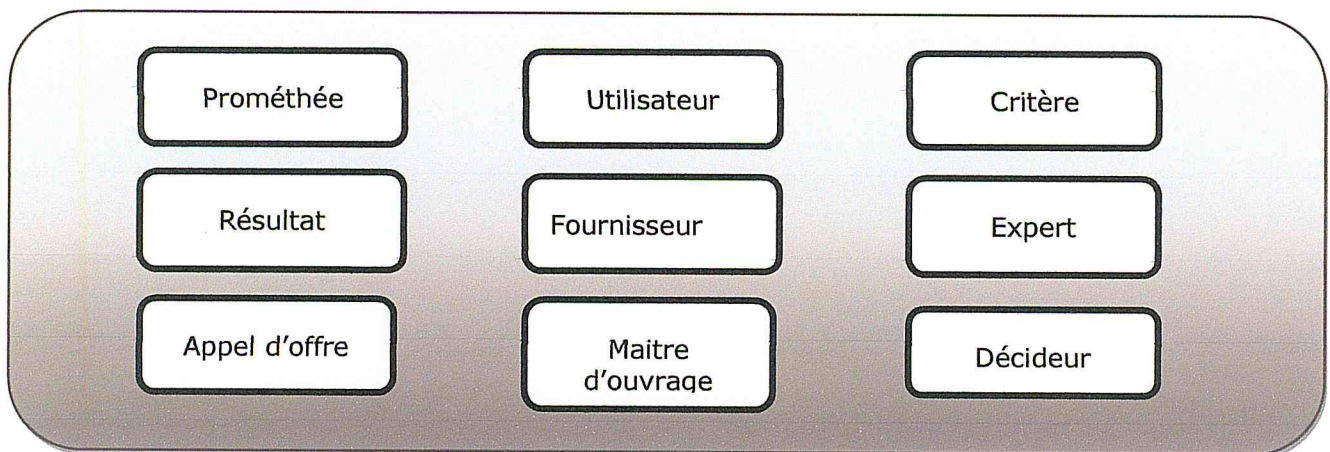 Prométhée
Utilisateur
Critère
Résultat
Fournisseur
Expert
Appel d'offre
Maitre
d'ouvrage
Décideur